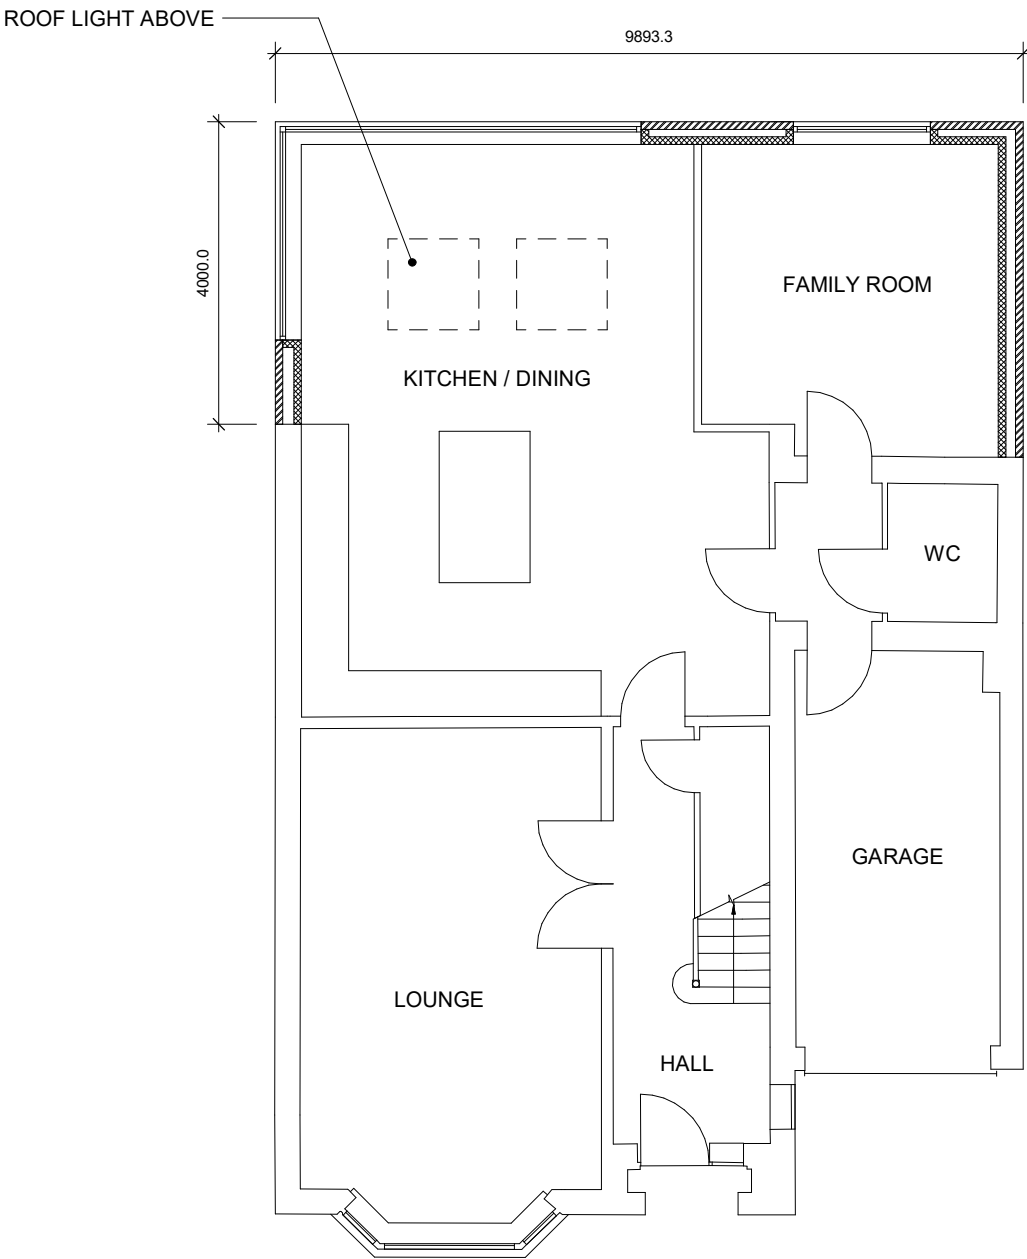 ROOF LIGHT ABOVE
9893.3
4000.0
FAMILY ROOM
KITCHEN / DINING
WC
GARAGE
LOUNGE
HALL